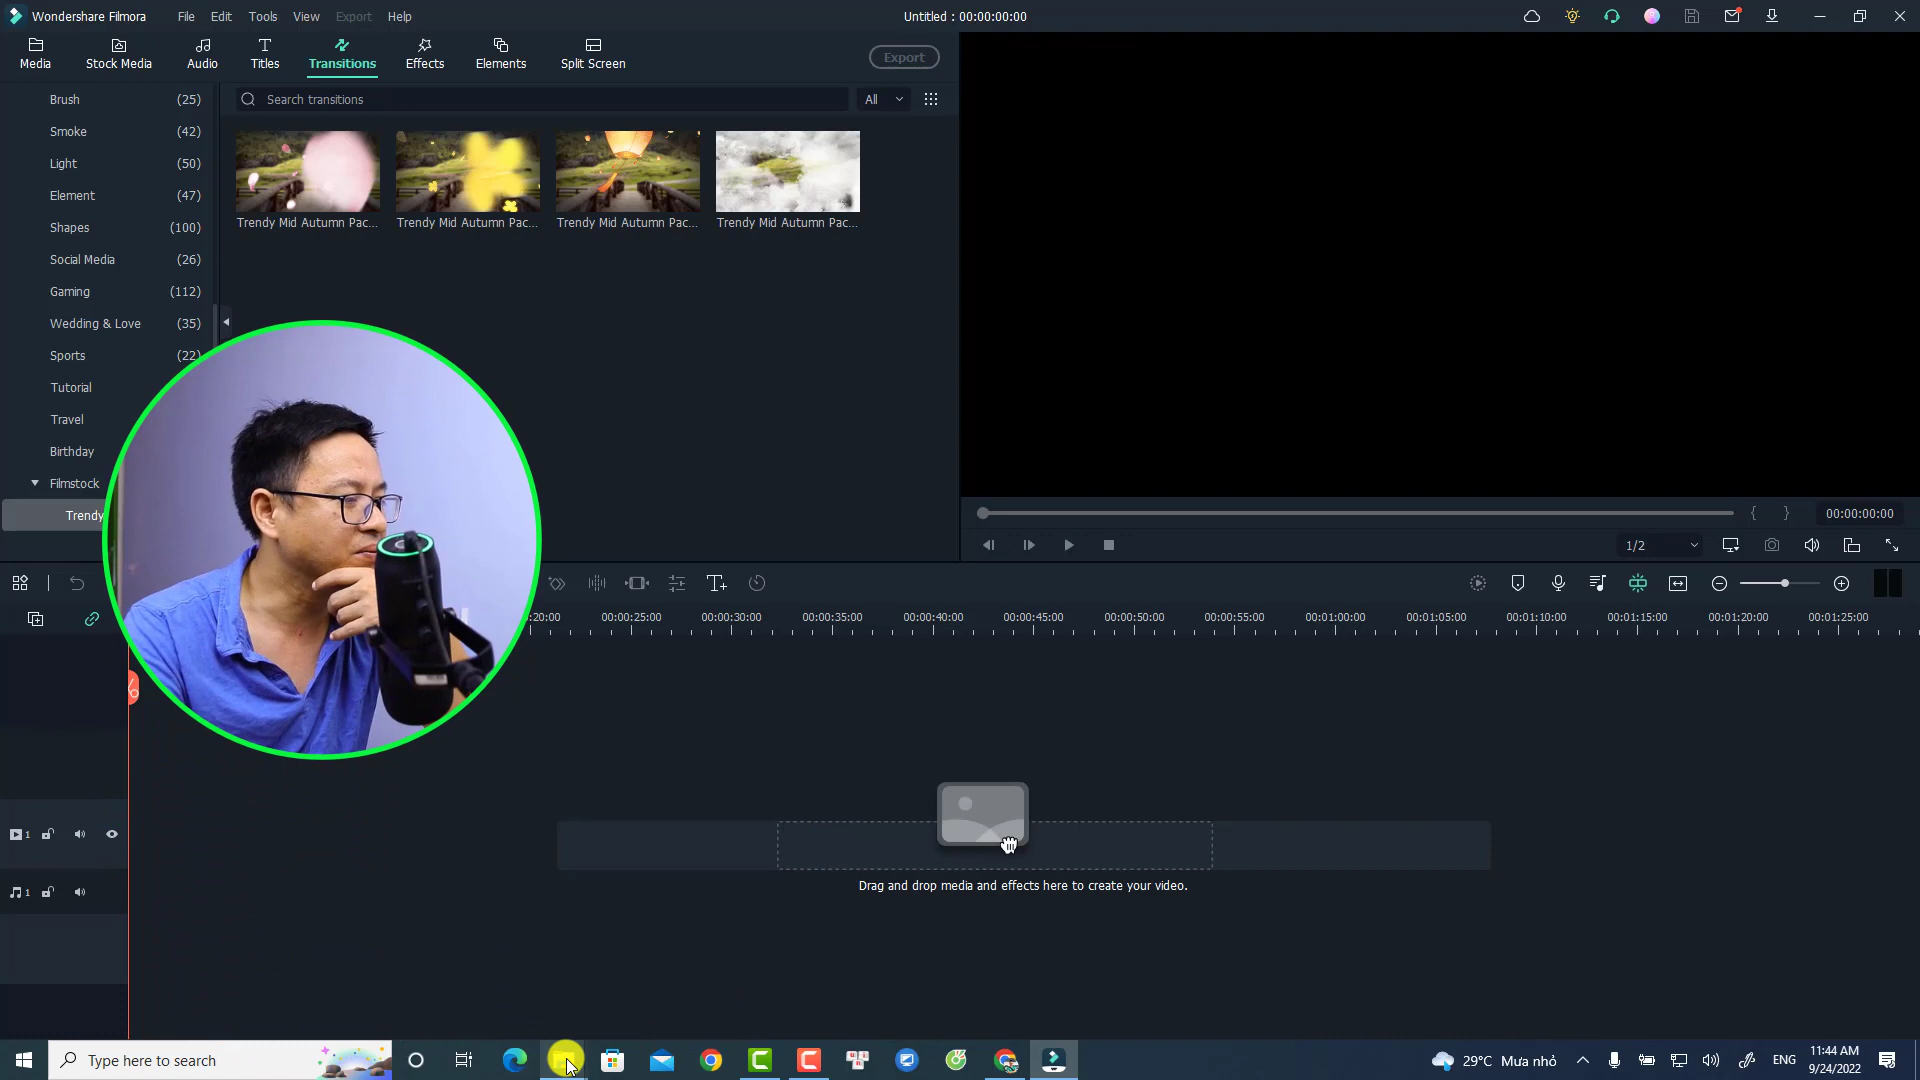 Wondershare Filmora File Edit Tools View Export Help Untitled : 00:00:00:00
Media Stock Media Audio Titles Transitions Effects Elements Split Screen Export
Search transitions All
Brush (25)
Smoke (42)
Light (50)
Element (47)
Shapes (100)
Social Media (26)
Gaming (112)
Wedding & Love (35)
Sports (22)
Tutorial
Travel
Birthday
Filmstock
Trendy
Trendy Mid Autumn Pac... Trendy Mid Autumn Pac... Trendy Mid Autumn Pac... Trendy Mid Autumn Pac...
{ } 00:00:00:00
1/2
:20:00 00:00:25:00 00:00:30:00 00:00:35:00 00:00:40:00 00:00:45:00 00:00:50:00 00:00:55:00 00:01:00:00 00:01:05:00 00:01:10:00 00:01:15:00 00:01:20:00 00:01:25:00
1
Drag and drop media and effects here to create your video.
1
Type here to search
29°C Mưa nhỏ ENG
11:44 AM
9/24/2022